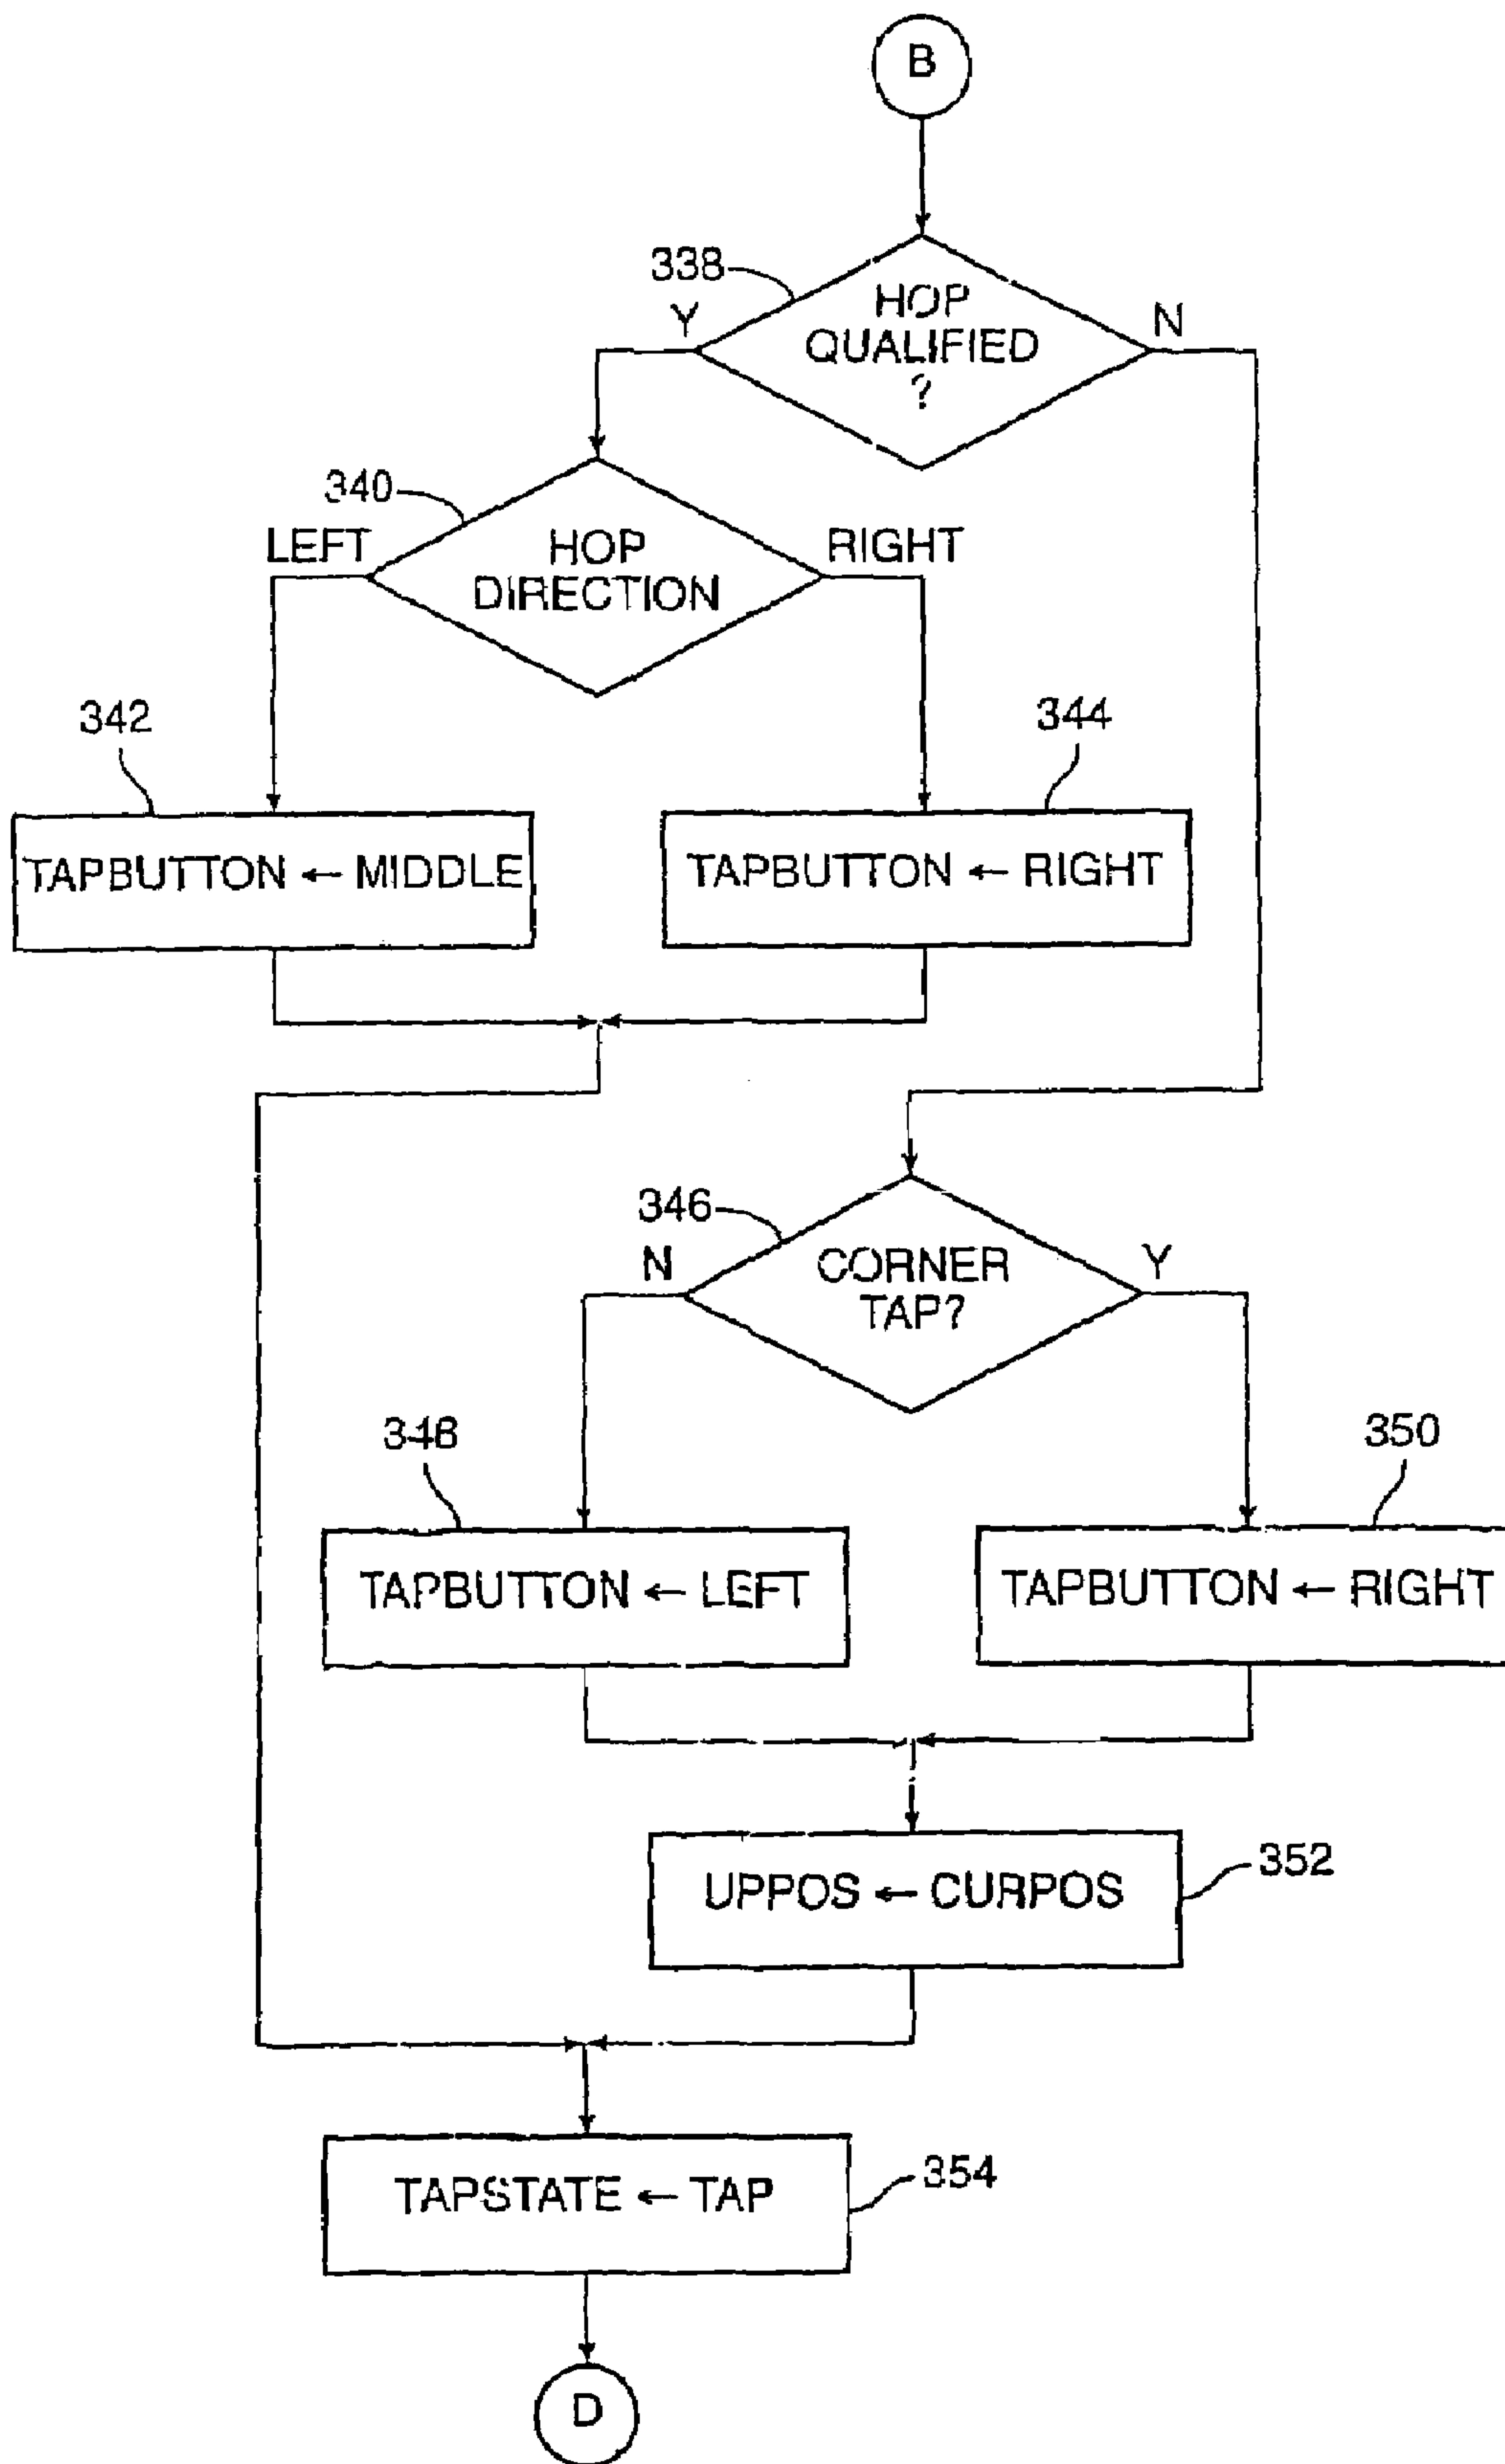 B
338
Y
HOP
QUALIFIED
?
N
340
LEFT
HOP
DIRECTION
RIGHT
342
344
TAPBUTTON ← MIDDLE
TAPBUTTON ← RIGHT
346
N
CORNER
TAP?
Y
348
350
TAPBUTTON ← LEFT
TAPBUTTON ← RIGHT
UPPOS ← CURPOS
352
TAPSTATE ← TAP
354
D